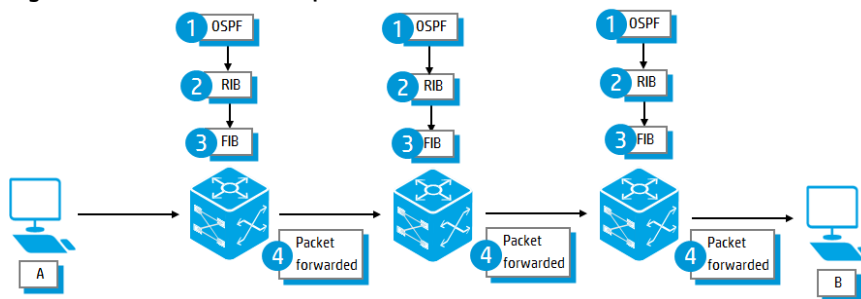 1 OSPF
1 OSPF
1 OSPF
2 RIB
2 RIB
2 RIB
3 FIB
3 FIB
3 FIB
4 Packet
forwarded
4 Packet
forwarded
4 Packet
forwarded
A
B